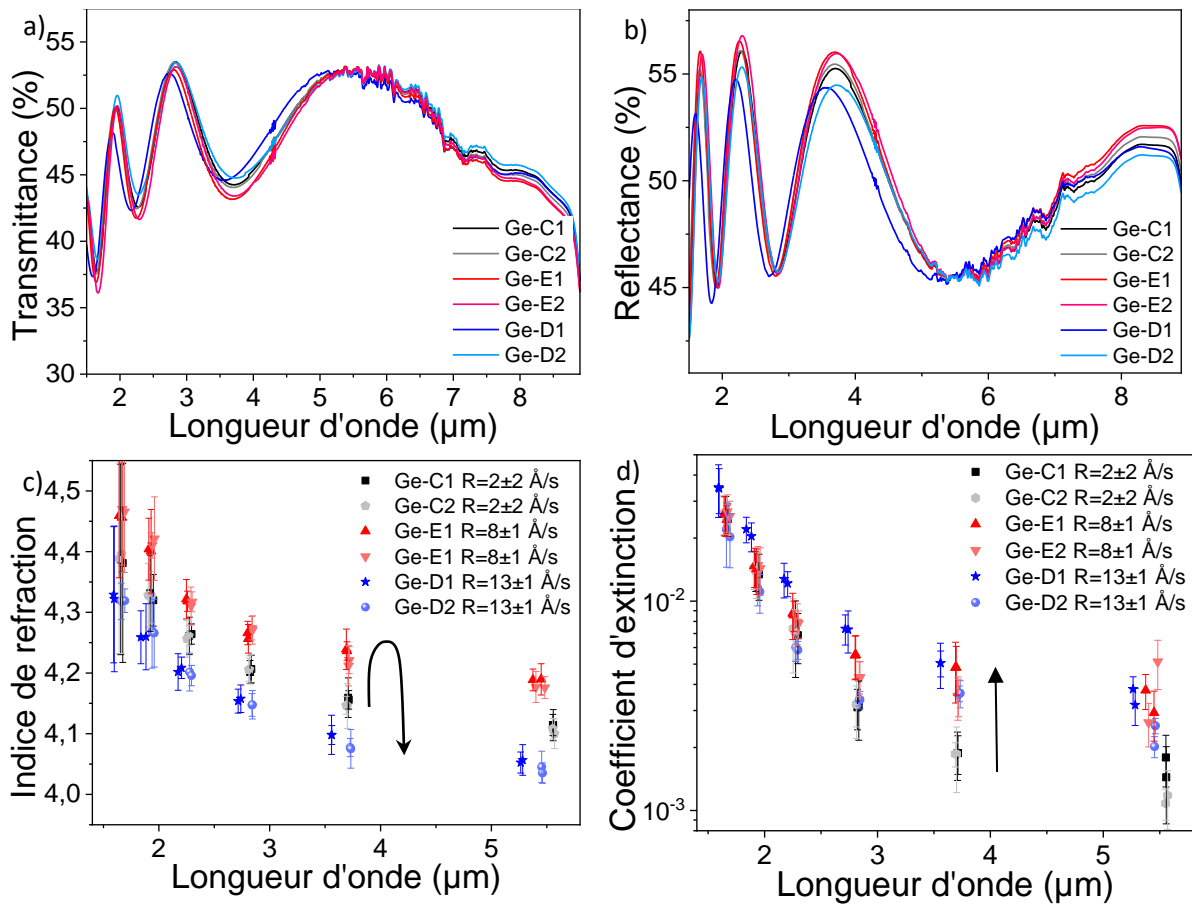 a)
Transmittance (%)
55
50
45
40
35
30
2 3 4 5 6 7 8
Longueur d'onde (µm)
Ge-C1
Ge-C2
Ge-E1
Ge-E2
Ge-D1
Ge-D2
b)
Reflectance (%)
55
50
45
2 4 6 8
Longueur d'onde (µm)
Ge-C1
Ge-C2
Ge-E1
Ge-E2
Ge-D1
Ge-D2
c)
Indice de refraction
4,5
4,4
4,3
4,2
4,1
4,0
2 3 4 5
Longueur d'onde (µm)
Ge-C1 R=2±2 Å/s
Ge-C2 R=2±2 Å/s
Ge-E1 R=8±1 Å/s
Ge-E1 R=8±1 Å/s
Ge-D1 R=13±1 Å/s
Ge-D2 R=13±1 Å/s
d)
Coefficient d'extinction
10-2
10-3
2 3 4 5
Longueur d'onde (µm)
Ge-C1 R=2±2 Å/s
Ge-C2 R=2±2 Å/s
Ge-E1 R=8±1 Å/s
Ge-E2 R=8±1 Å/s
Ge-D1 R=13±1 Å/s
Ge-D2 R=13±1 Å/s